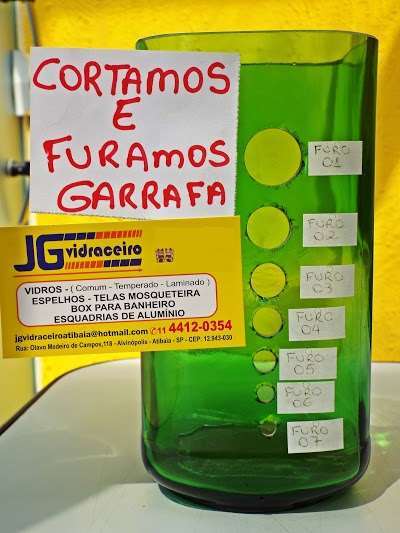 CORTAMOS
E
FURAMOS
GARRAFA
JG vidraceiro
VIDROS - ( Comum - Temperado - Laminado )
ESPELHOS - TELAS MOSQUETEIRA
BOX PARA BANHEIRO
ESQUADRIAS DE ALUMÍNIO
jgvidraceiroatibaia@hotmail.com (11) 4412-0354
Rua: Olavo Medeiro de Campos,118 - Alvinópolis - Atibaia - SP - CEP: 12.943-030
FURO
01
FURO
02
FURO
03
FURO
04
FURO
05
FURO
06
FURO
07